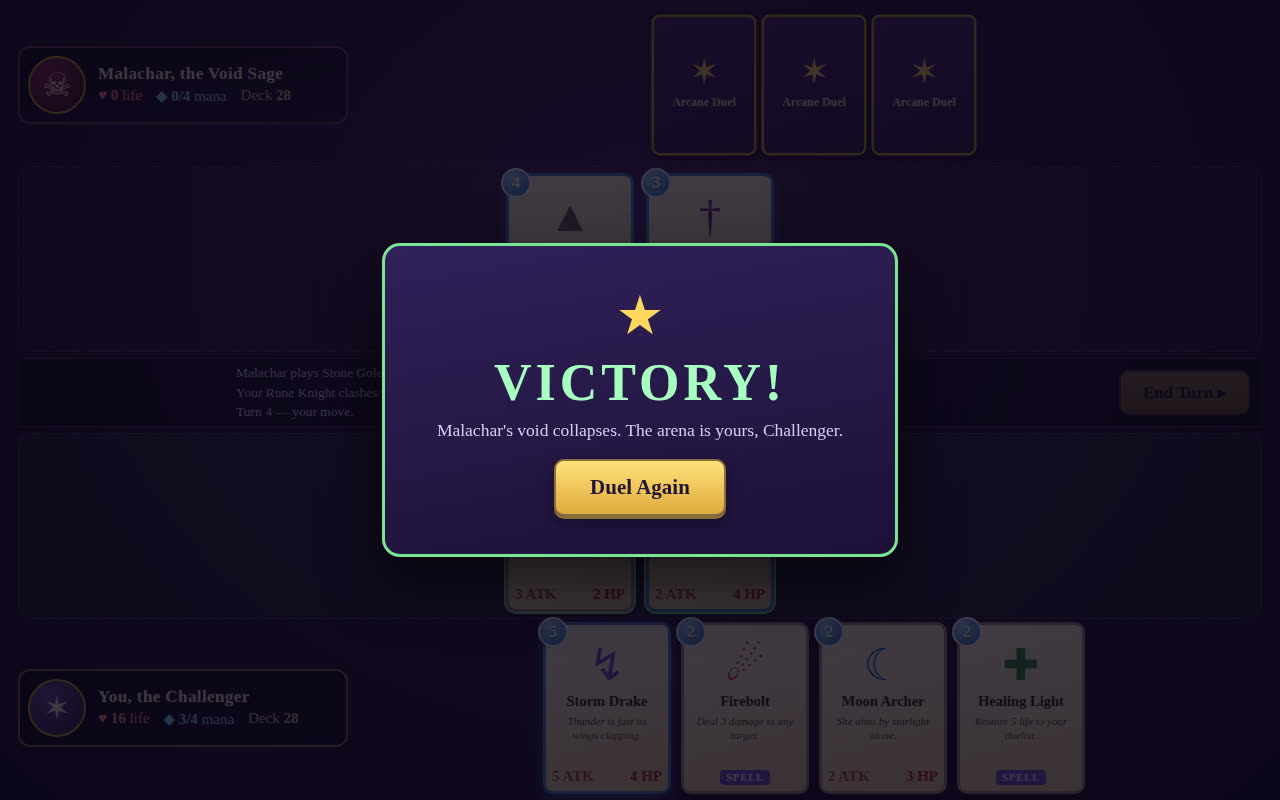 Malachar, the Void Sage
♥ 0 life ◆ 0/4 mana Deck 28
Arcane Duel
Arcane Duel
Arcane Duel
4
3
Malachar plays Stone
Your Rune Knight clashes
Turn 4 — your move.
End Turn ▸
VICTORY!
Malachar's void collapses. The arena is yours, Challenger.
Duel Again
3 ATK 2 HP
2 ATK 4 HP
You, the Challenger
♥ 16 life ◆ 3/4 mana Deck 28
5
Storm Drake
Thunder is just its
wings clapping.
5 ATK 4 HP
2
Firebolt
Deal 3 damage to any
target.
SPELL
2
Moon Archer
She aims by starlight
alone.
2 ATK 3 HP
2
Healing Light
Restore 5 life to your
duelist.
SPELL